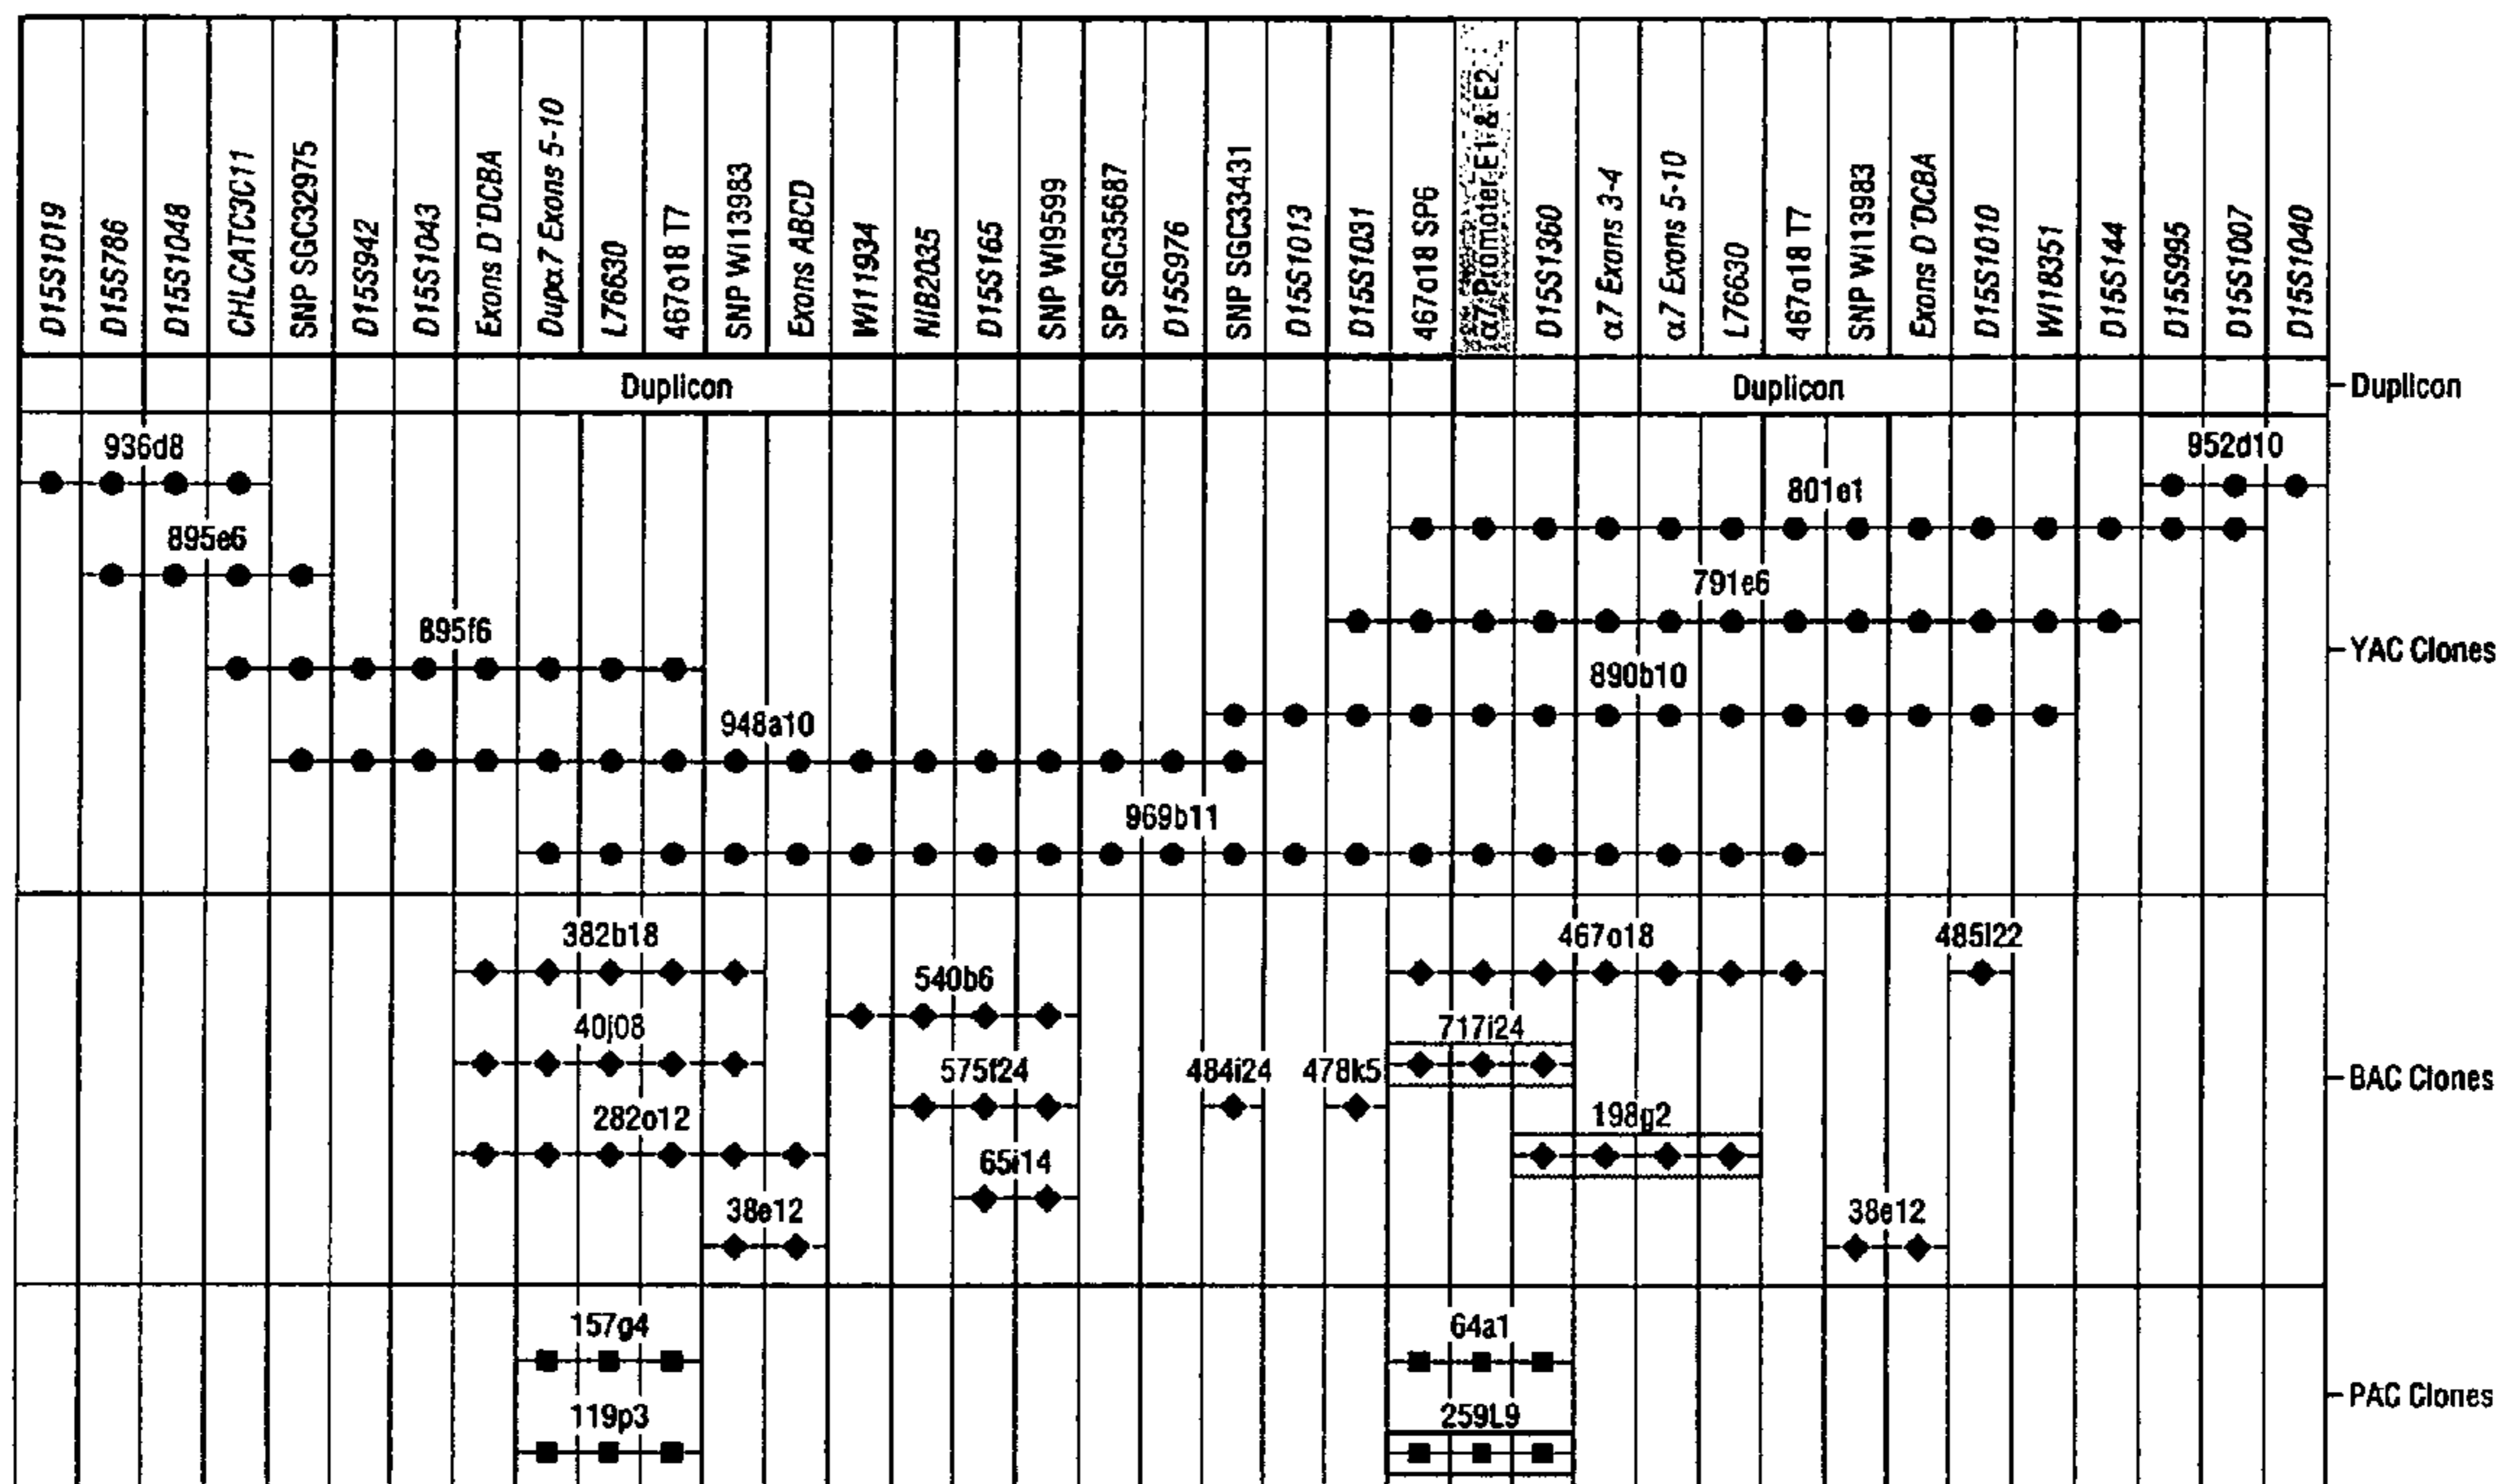 D15S1019
D15S786
D15S1048
CHLCATC3C11
SNP SGC32975
D15S942
D15S1043
Exons D'DCBA
Dupα7 Exons 5-10
L76630
467o18 T7
SNP WI13983
Exons ABCD
WI11934
NIB2035
D15S165
SNP WI9599
SP SGC35687
D15S976
SNP SGC33431
D15S1013
D15S1031
467o18 SP6
α7 Promoter, E1 & E2
D15S1360
α7 Exons 3-4
α7 Exons 5-10
L76630
467o18 T7
SNP WI13983
Exons D'DCBA
D15S1010
WI18351
D15S144
D15S995
D15S1007
D15S1040
Duplicon Duplicon Duplicon
936d8 952d10
801e1
895e6
791e6
895f6
890b10
YAC Clones
948a10
969b11
382b18 467o18 485l22
540b6
40j08 717i24
575f24 484i24 478k5
BAC Clones
282o12 198g2
65i14
38e12 38e12
157g4 64a1
PAC Clones
119p3 259L9